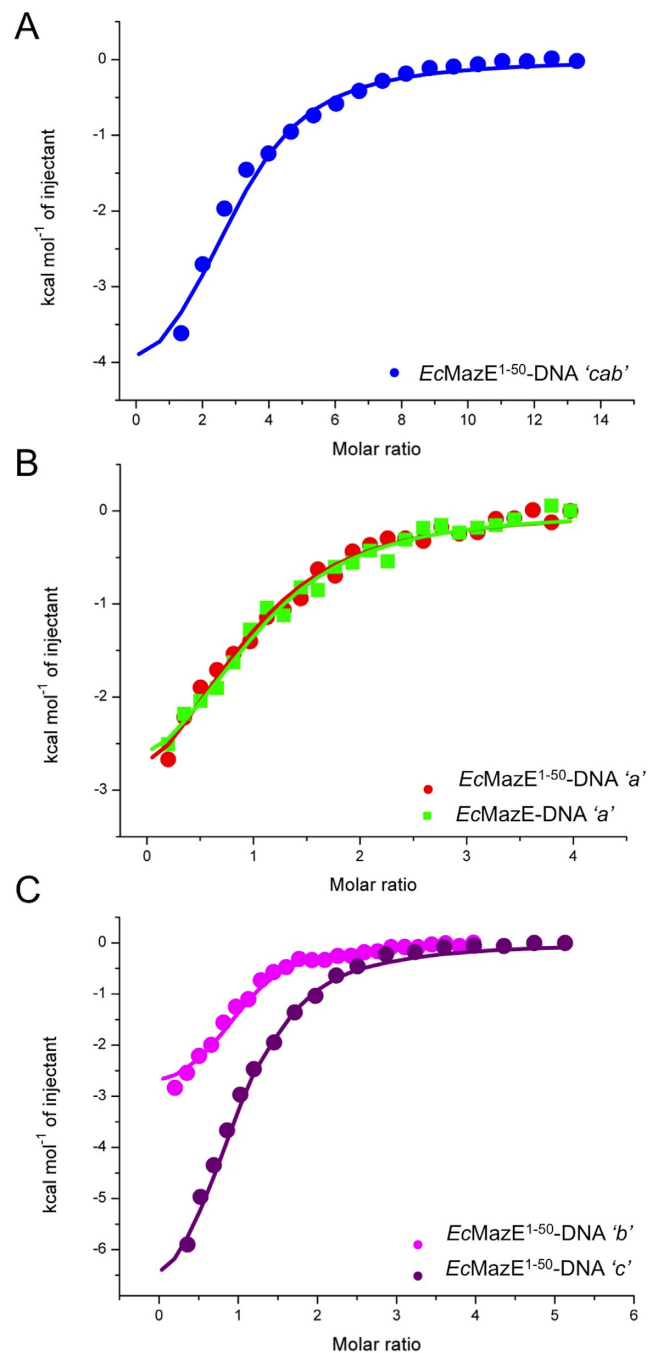 A
0
-1
-2
-3
-4
kcal mol⁻¹ of injectant
EcMazE¹⁻⁵⁰-DNA ‘cab’
0 2 4 6 8 10 12 14
Molar ratio
B
0
-1
-2
-3
kcal mol⁻¹ of injectant
EcMazE¹⁻⁵⁰-DNA ‘a’
EcMazE-DNA ‘a’
0 1 2 3 4
Molar ratio
C
0
-1
-2
-3
-4
-5
-6
kcal mol⁻¹ of injectant
EcMazE¹⁻⁵⁰-DNA ‘b’
EcMazE¹⁻⁵⁰-DNA ‘c’
0 1 2 3 4 5 6
Molar ratio